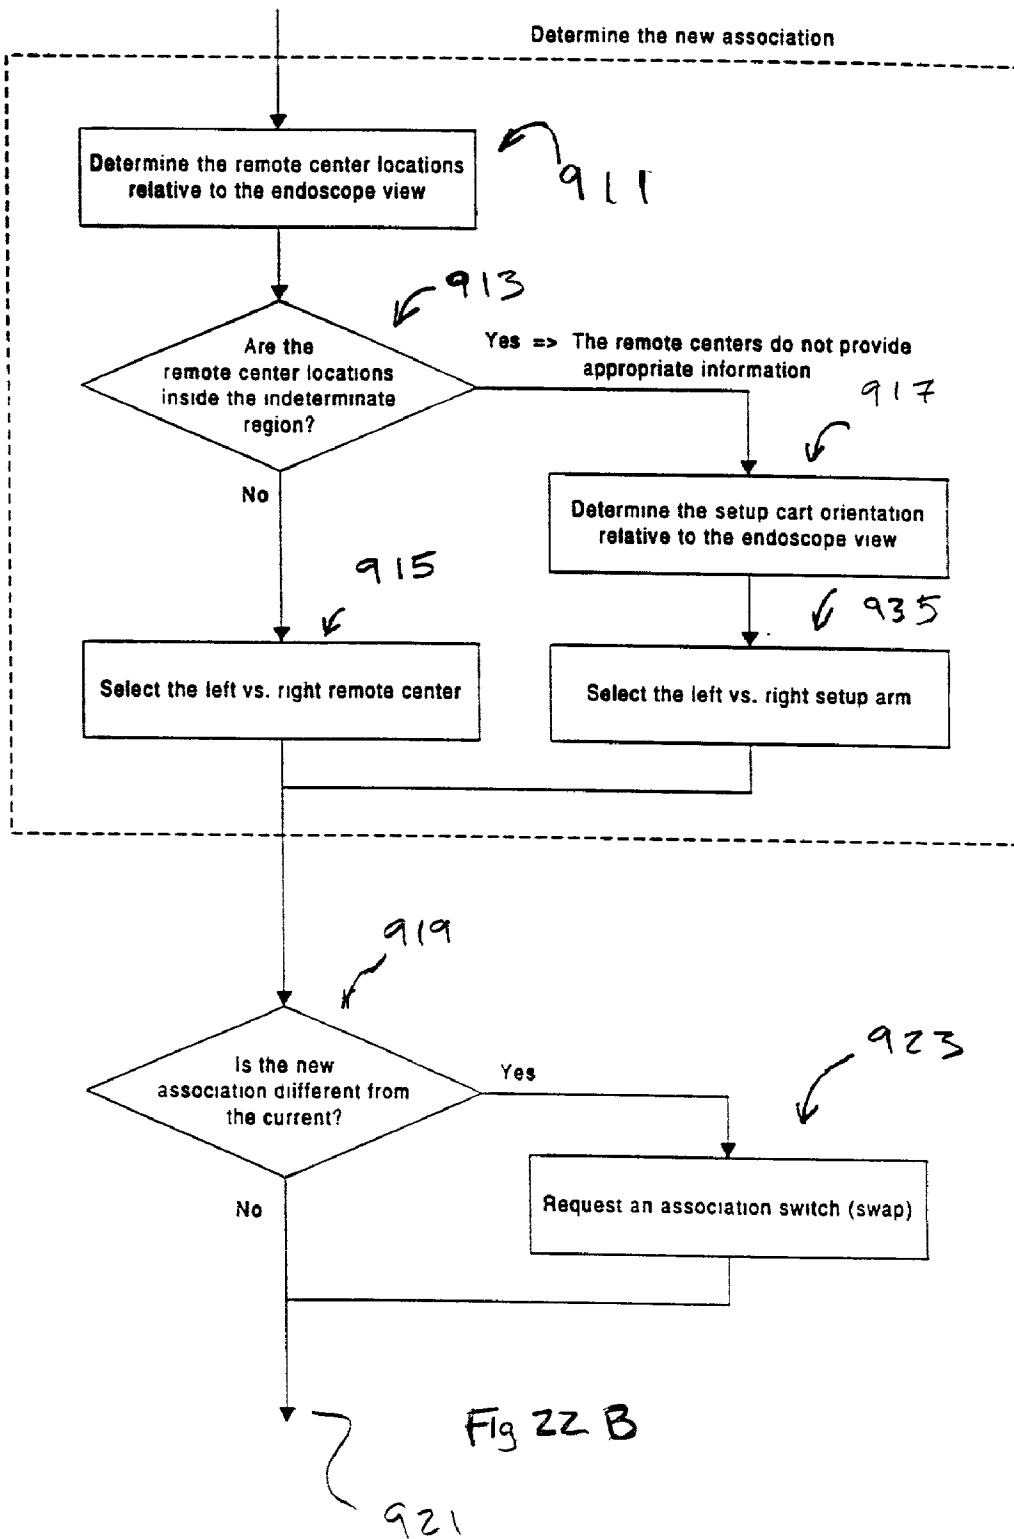 Determine the new association
Determine the remote center locations
relative to the endoscope view
911
913
Are the
remote center locations
inside the indeterminate
region?
Yes => The remote centers do not provide
appropriate information
917
No
Determine the setup cart orientation
relative to the endoscope view
915
935
Select the left vs. right remote center
Select the left vs. right setup arm
919
Is the new
association diifferent from
the current?
Yes
923
No
Request an association switch (swap)
Fig 22 B
921